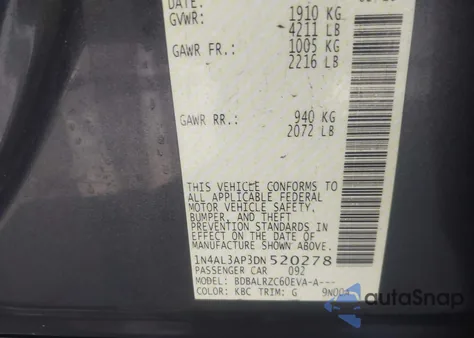 DATE:
GVWR: 1910 KG
4211 LB
GAWR FR.: 1005 KG
2216 LB
GAWR RR.: 940 KG
2072 LB
THIS VEHICLE CONFORMS TO
ALL APPLICABLE FEDERAL
MOTOR VEHICLE SAFETY,
BUMPER, AND THEFT
PREVENTION STANDARDS
IN EFFECT ON THE DATE OF
MANUFACTURE SHOWN ABOVE.
1N4AL3AP3DN520278
PASSENGER CAR 092
MODEL: BDBALRZC60EVA-A---
COLOR: KBC TRIM: G 9N00A
autoSnap